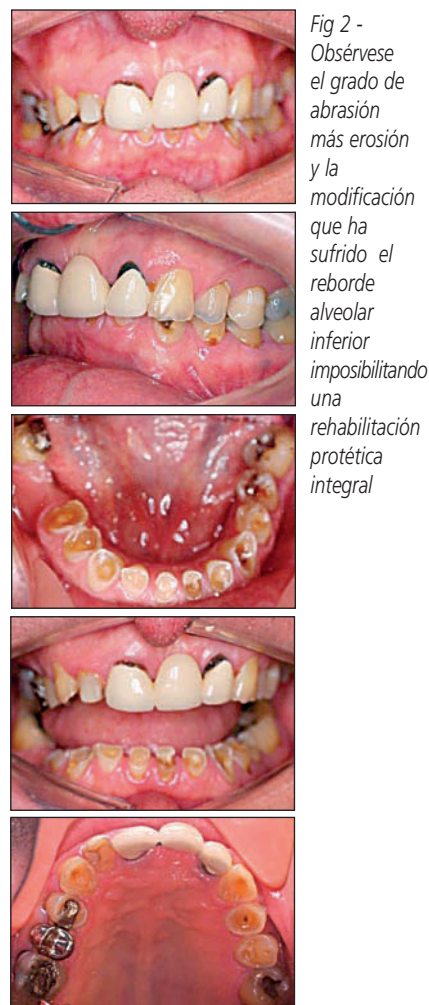 Fig 2 -
Obsérvese
el grado de
abrasión
más erosión
y la
modificación
que ha
sufrido el
reborde
alveolar
inferior
imposibilitando
una
rehabilitación
protética
integral